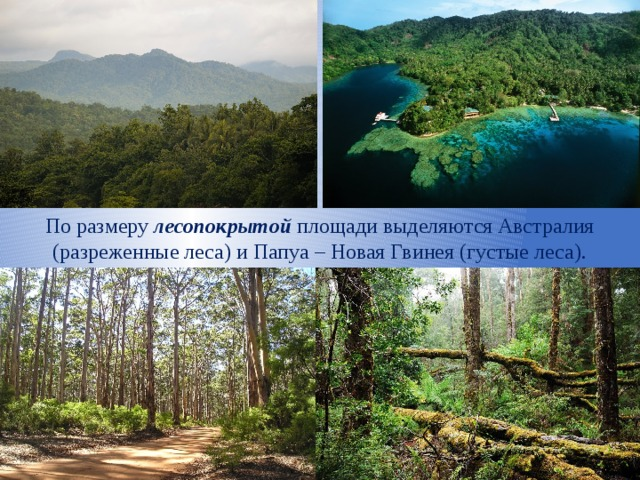 По размеру лесопокрытой площади выделяются Австралия
(разреженные леса) и Папуа – Новая Гвинея (густые леса).